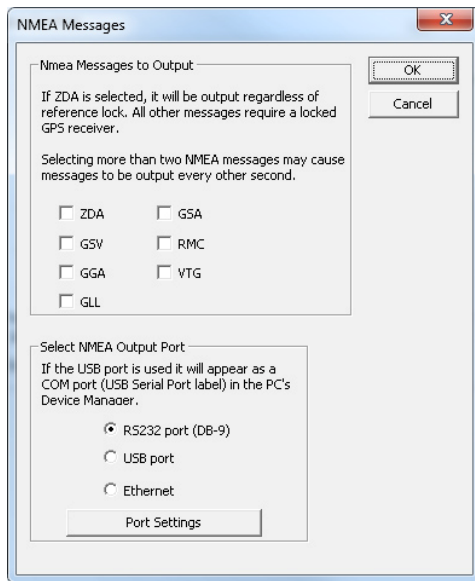 NMEA Messages
Nmea Messages to Output
If ZDA is selected, it will be output regardless of
reference lock. All other messages require a locked
GPS receiver.
Selecting more than two NMEA messages may cause
messages to be output every other second.
ZDA GSA
GSV RMC
GGA VTG
GLL
OK
Cancel
Select NMEA Output Port
If the USB port is used it will appear as a
COM port (USB Serial Port label) in the PC's
Device Manager.
RS232 port (DB-9)
USB port
Ethernet
Port Settings